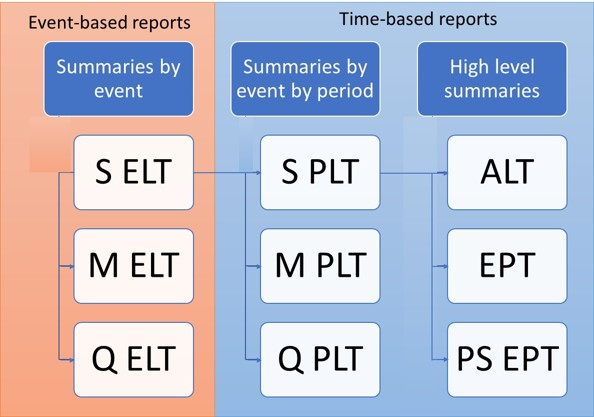 Event-based reports
Time-based reports
Summaries by
event
Summaries by
event by period
High level
summaries
S ELT
S PLT
ALT
M ELT
M PLT
EPT
Q ELT
Q PLT
PS EPT